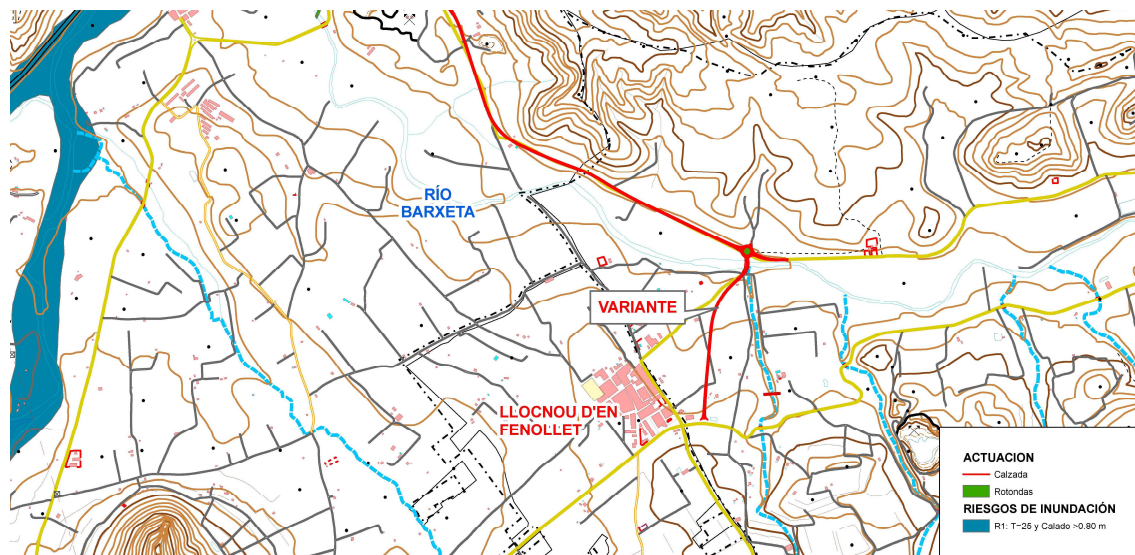 RÍO
BARXETA
VARIANTE
LLOCNOU D'EN
FENOLLET
ACTUACION
Calzada
Rotondas
RIESGOS DE INUNDACIÓN
R1: T=25 y Calado >0.80 m